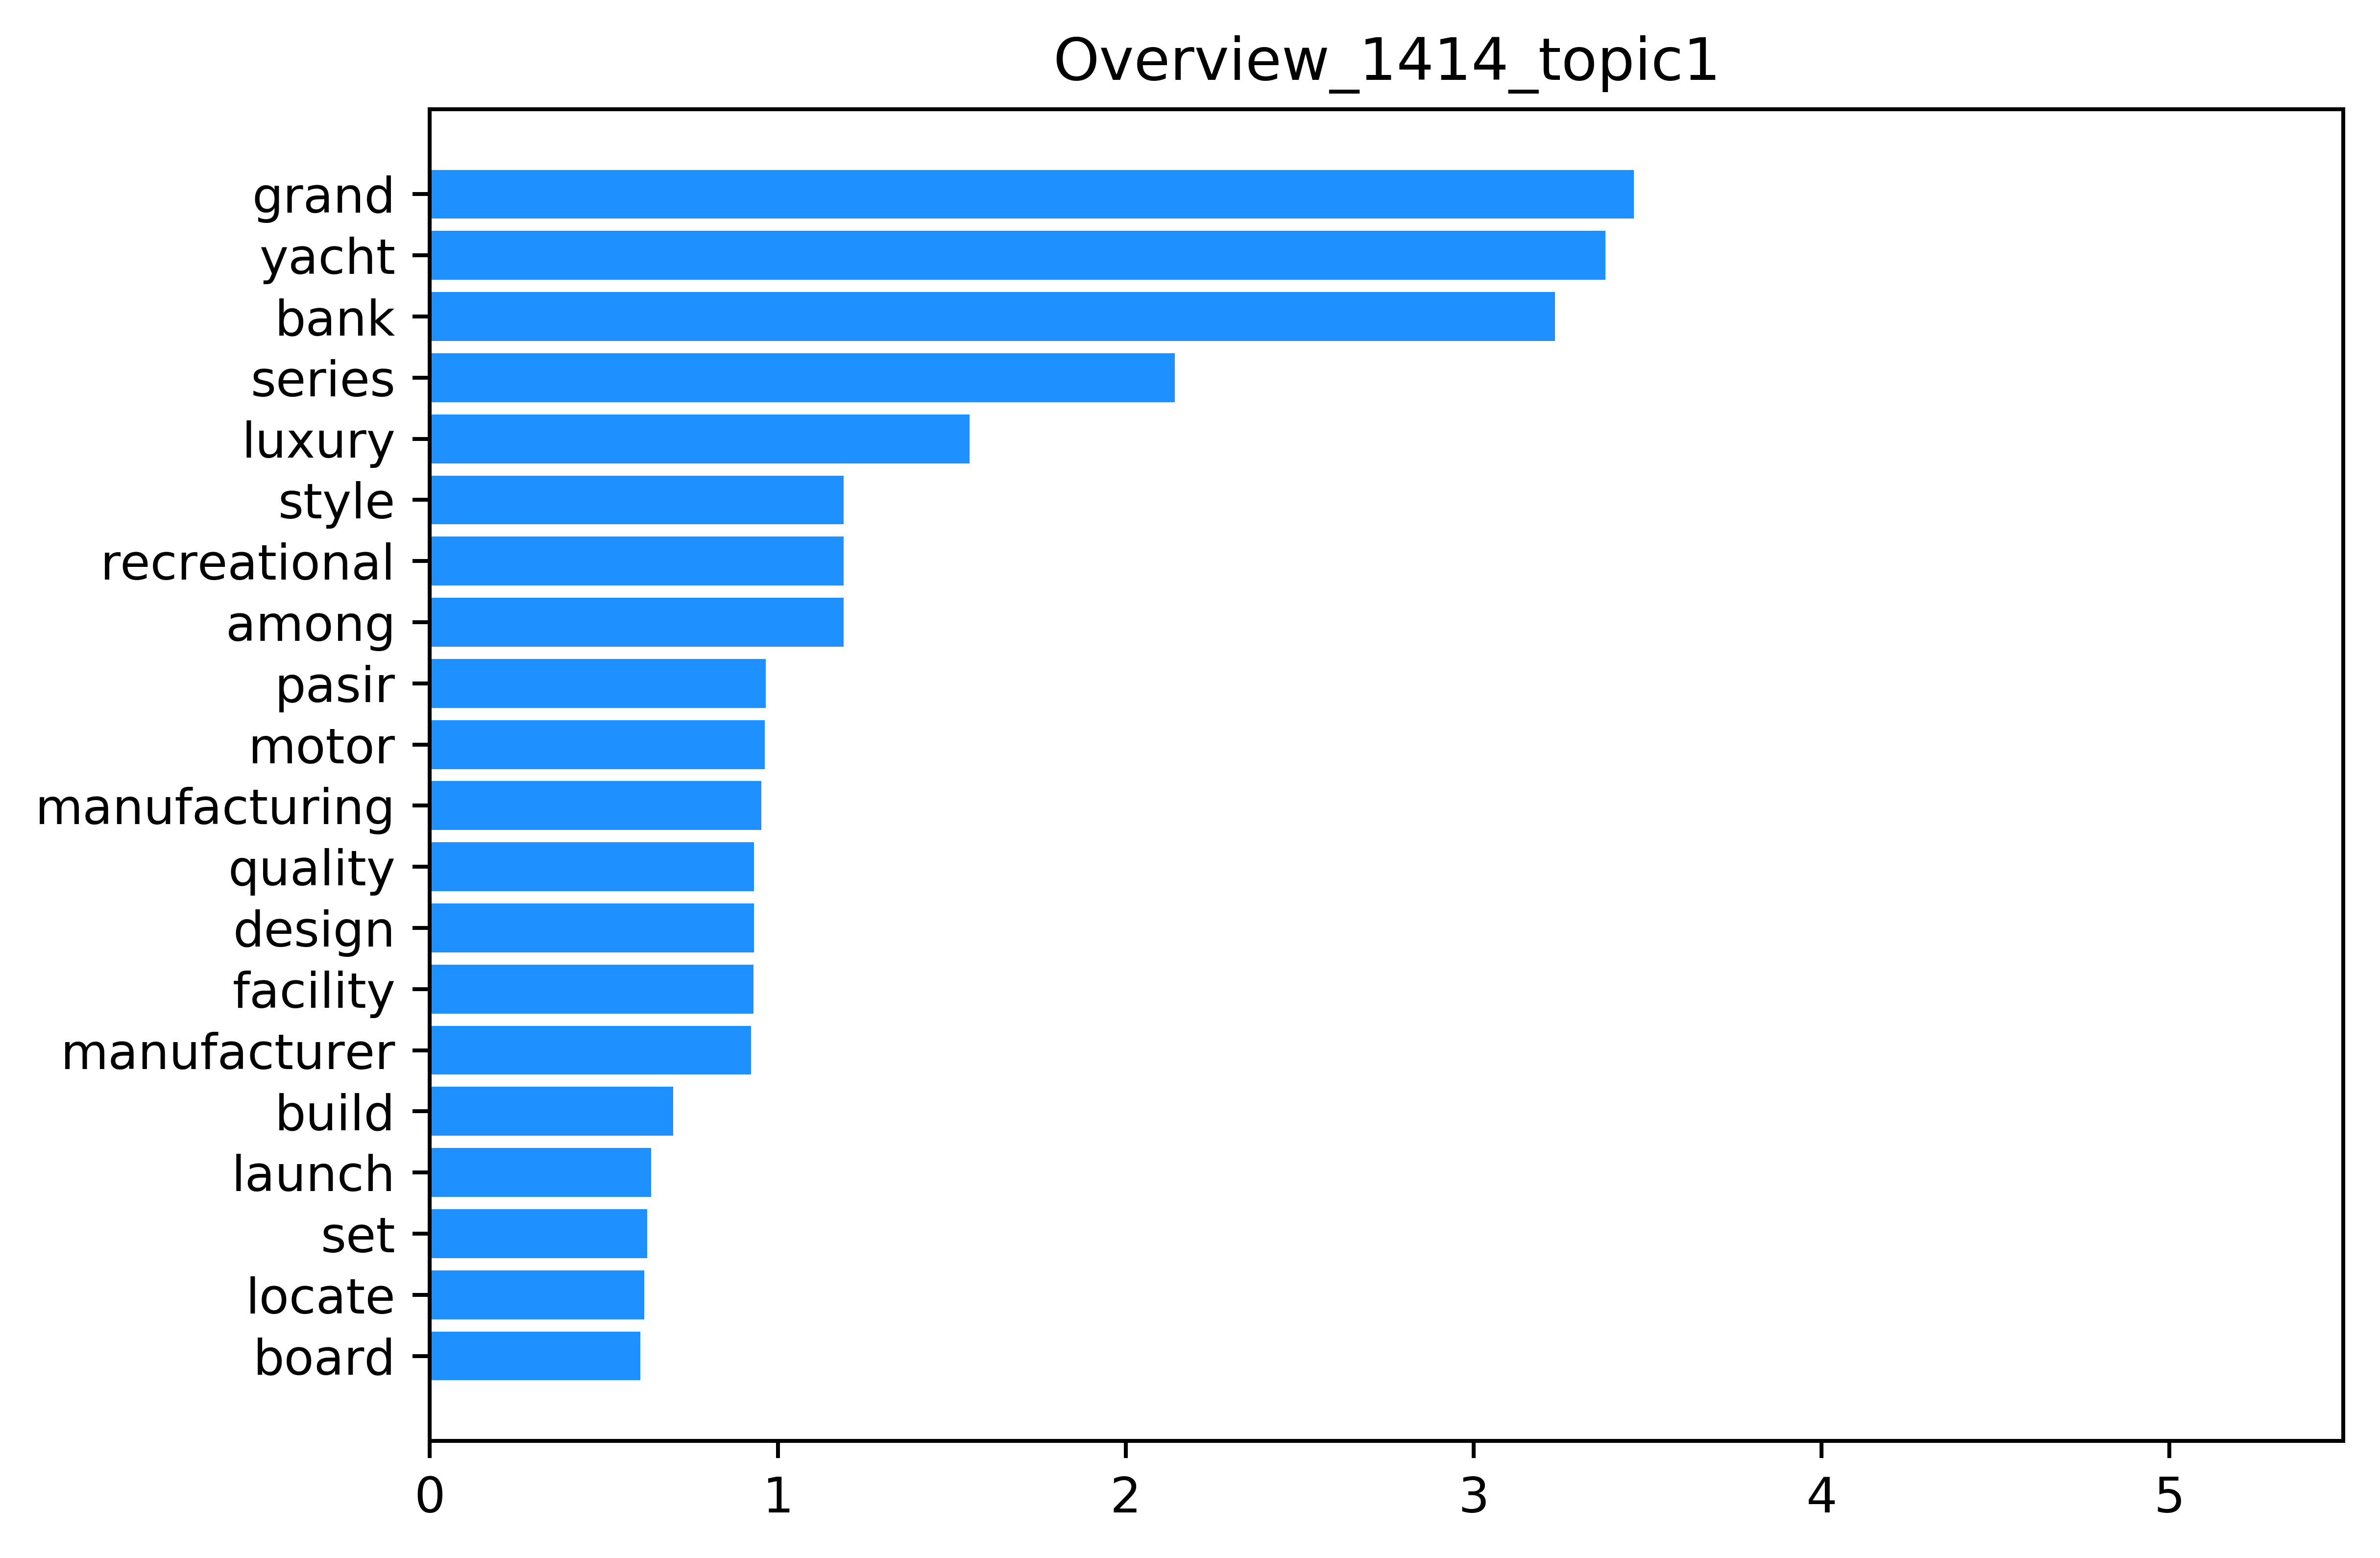 Overview_1414_topic1
grand
yacht
bank
series
luxury
style
recreational
among
pasir
motor
manufacturing
quality
design
facility
manufacturer
build
launch
set
locate
board
0 1 2 3 4 5